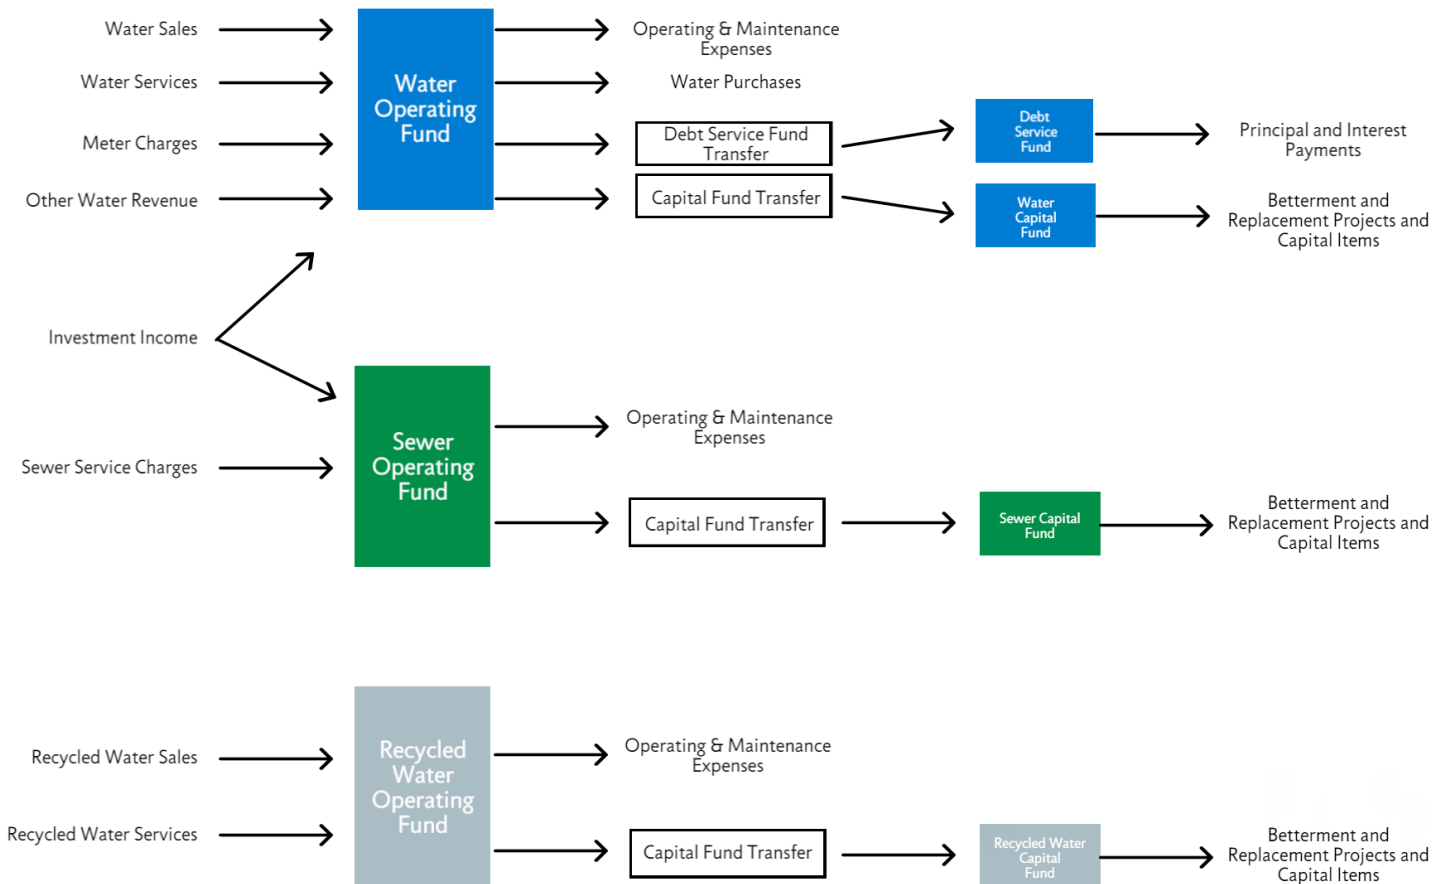 Water Sales
Water Services
Meter Charges
Other Water Revenue
Water
Operating
Fund
Operating & Maintenance
Expenses
Water Purchases
Debt Service Fund
Transfer
Capital Fund Transfer
Debt
Service
Fund
Principal and Interest
Payments
Water
Capital
Fund
Betterment and
Replacement Projects and
Capital Items
Investment Income
Sewer Service Charges
Sewer
Operating
Fund
Operating & Maintenance
Expenses
Capital Fund Transfer
Sewer Capital
Fund
Betterment and
Replacement Projects and
Capital Items
Recycled Water Sales
Recycled Water Services
Recycled
Water
Operating
Fund
Operating & Maintenance
Expenses
Capital Fund Transfer
Recycled Water
Capital
Fund
Betterment and
Replacement Projects and
Capital Items